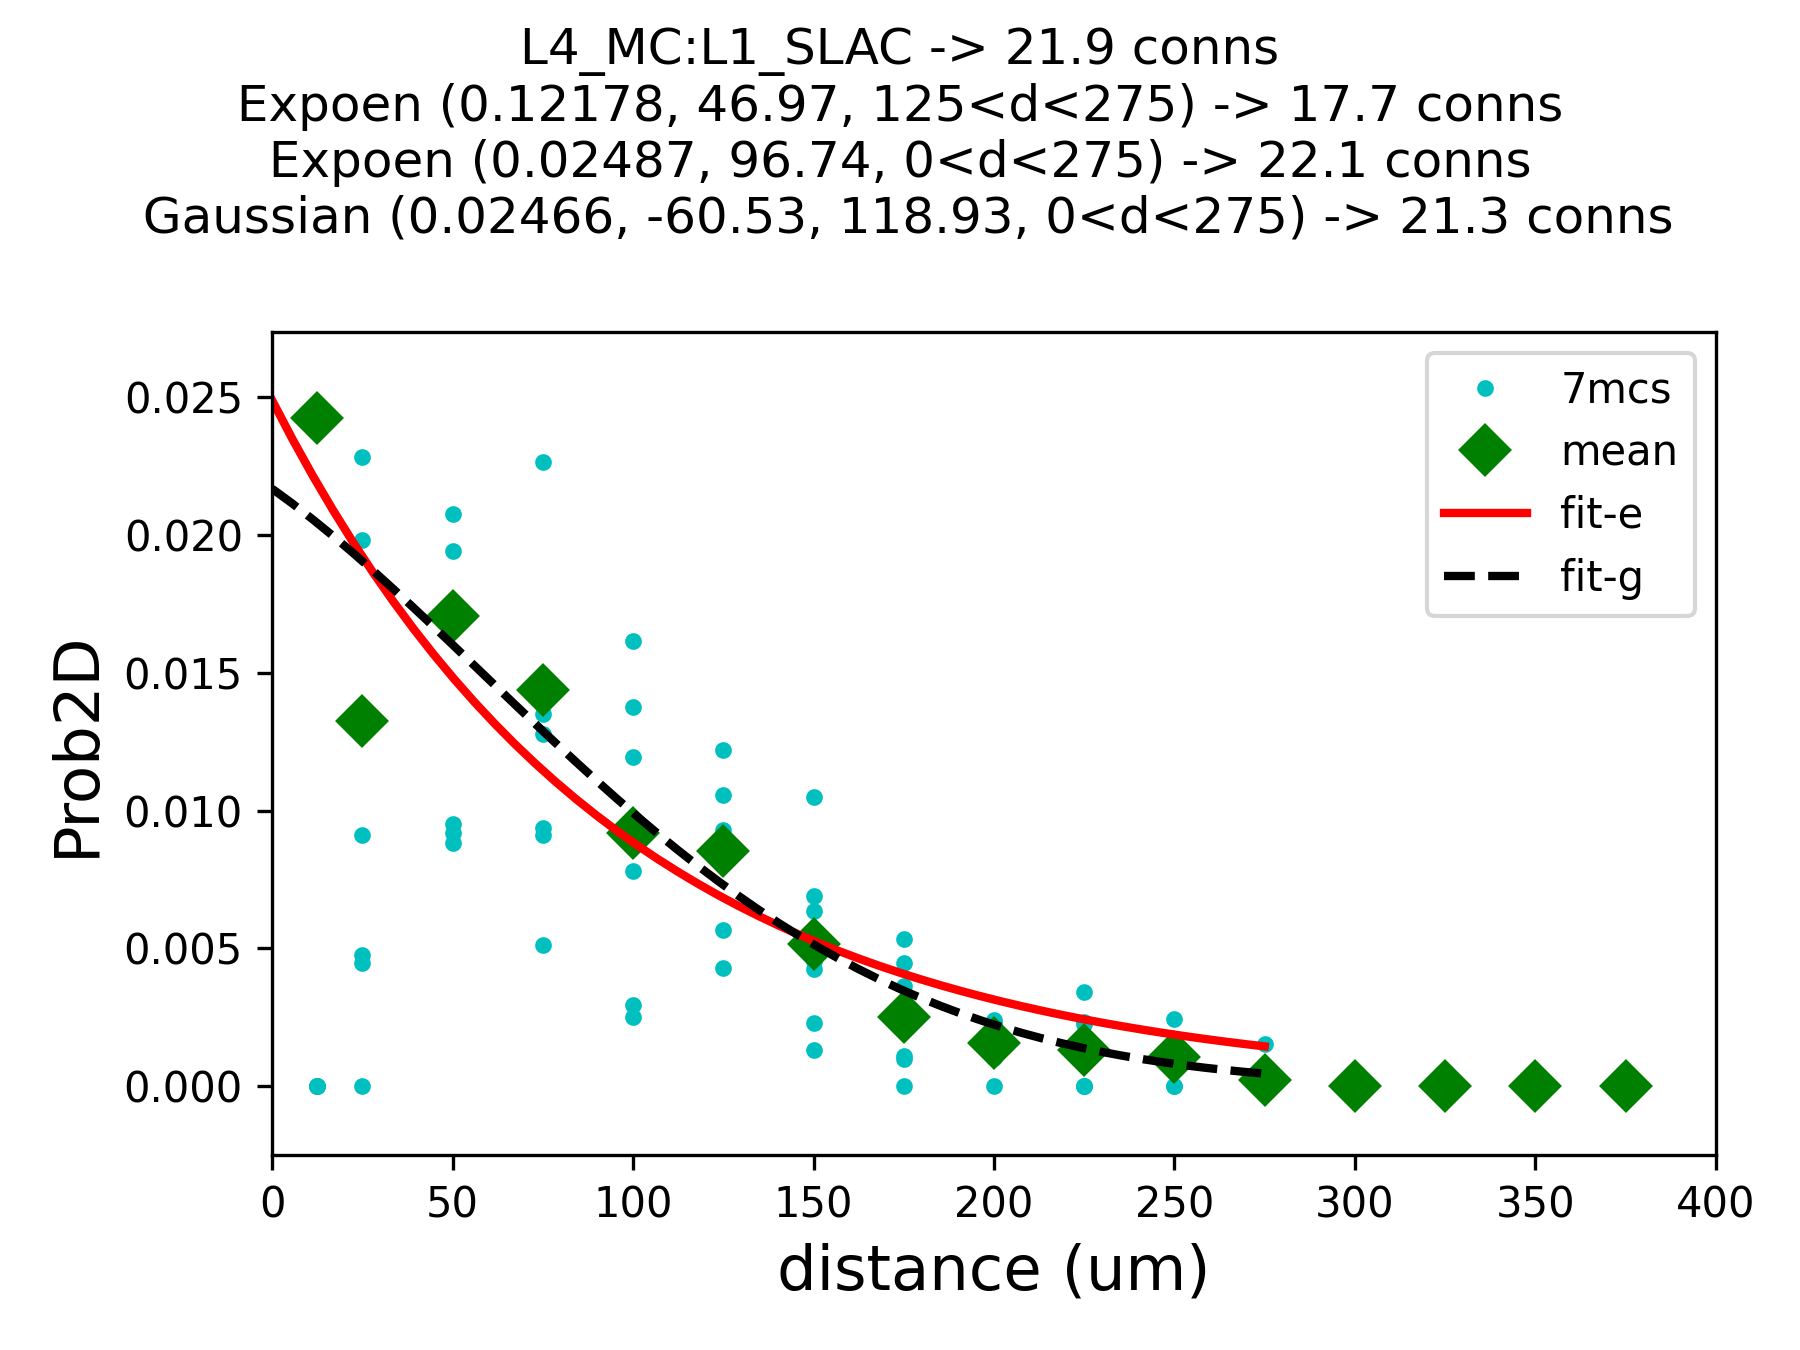 L4_MC:L1_SLAC -> 21.9 conns
Expoen (0.12178, 46.97, 125<d<275) -> 17.7 conns
Expoen (0.02487, 96.74, 0<d<275) -> 22.1 conns
Gaussian (0.02466, -60.53, 118.93, 0<d<275) -> 21.3 conns
7mcs
mean
fit-e
fit-g
Prob2D
0.025
0.020
0.015
0.010
0.005
0.000
0 50 100 150 200 250 300 350 400
distance (um)